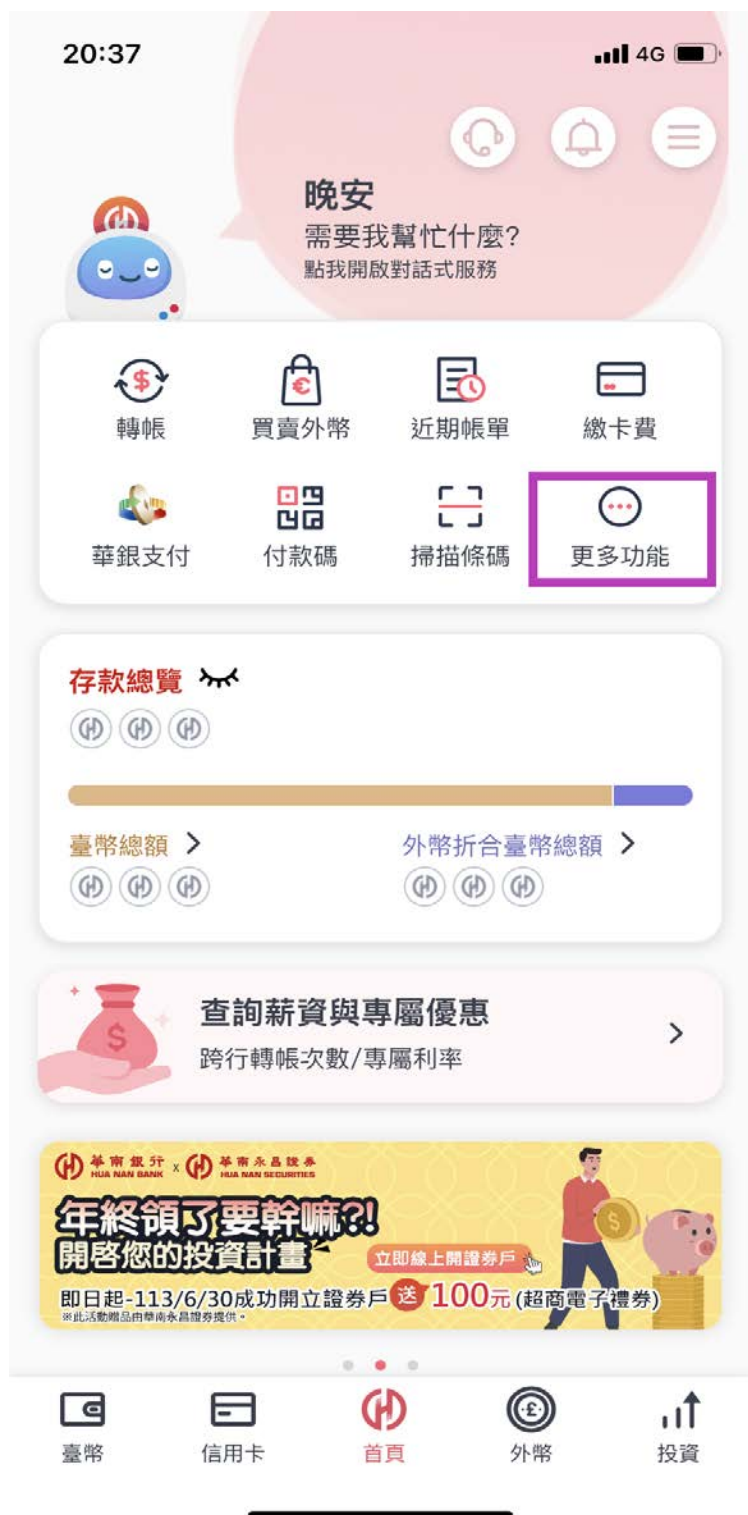 20:37
4G
晚安
需要我幫忙什麼?
點我開啟對話式服務
轉帳
買賣外幣
近期帳單
繳卡費
華銀支付
付款碼
掃描條碼
更多功能
存款總覽
臺幣總額
外幣折合臺幣總額
查詢薪資與專屬優惠
跨行轉帳次數/專屬利率
華南銀行 x 華南永昌證券
HUA NAN BANK HUA NAN SECURITIES
年終領了要幹嘛?!
開啓您的投資計畫
立即線上開證券戶
即日起-113/6/30成功開立證券戶 送 100元 (超商電子禮券)
※此活動贈品由華南永昌證券提供。
臺幣
信用卡
首頁
外幣
投資